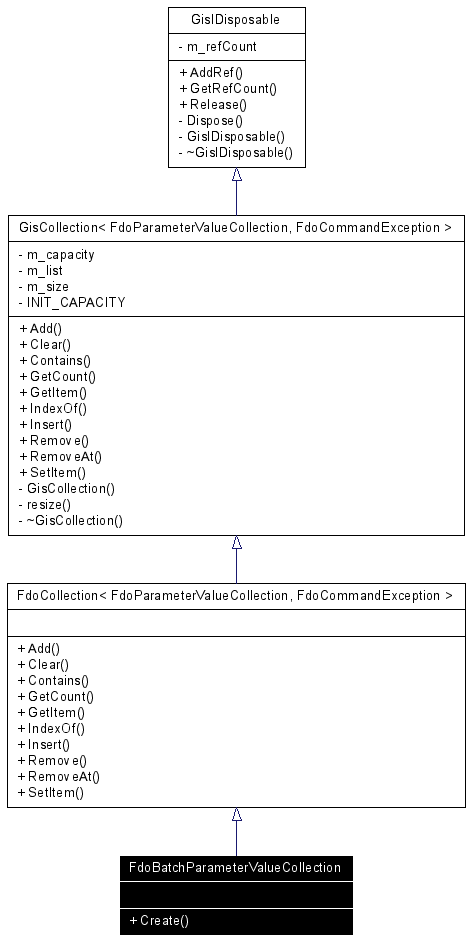 GisIDisposable
- m_refCount
+ AddRef()
+ GetRefCount()
+ Release()
- Dispose()
- GisIDisposable()
- ~GisIDisposable()
GisCollection< FdoParameterValueCollection, FdoCommandException >
- m_capacity
- m_list
- m_size
- INIT_CAPACITY
+ Add()
+ Clear()
+ Contains()
+ GetCount()
+ GetItem()
+ IndexOf()
+ Insert()
+ Remove()
+ RemoveAt()
+ SetItem()
- GisCollection()
- resize()
- ~GisCollection()
FdoCollection< FdoParameterValueCollection, FdoCommandException >
+ Add()
+ Clear()
+ Contains()
+ GetCount()
+ GetItem()
+ IndexOf()
+ Insert()
+ Remove()
+ RemoveAt()
+ SetItem()
FdoBatchParameterValueCollection
+ Create()